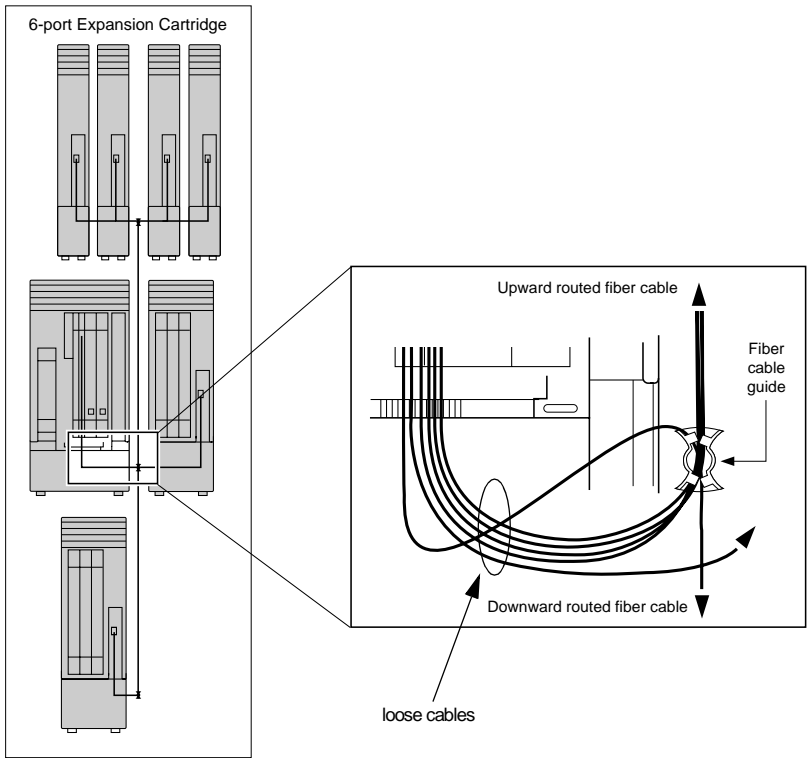 6-port Expansion Cartridge
Upward routed fiber cable
Fiber
cable
guide
Downward routed fiber cable
loose cables